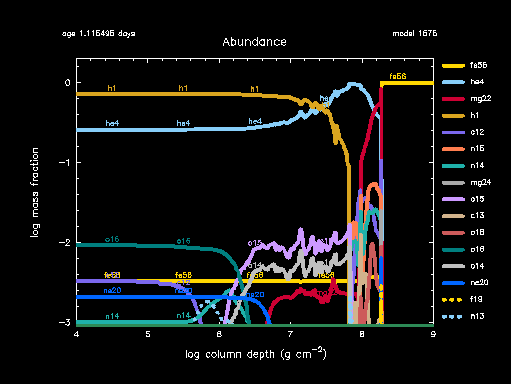 age 1.115495 days
model 1675
Abundance
fe56
he4
mg22
h1
c12
n15
n14
mg24
o15
c13
o18
o16
o14
ne20
f19
n13
0
−1
−2
−3
4
5
6
7
8
9
log mass fraction
log column depth (g cm−2)
fe56
h1 h1 h1
he4 he4 he4
o16 o16 o15
o14
fe56 fe56 fe56 fe56
ne20 ne20
n14 n14